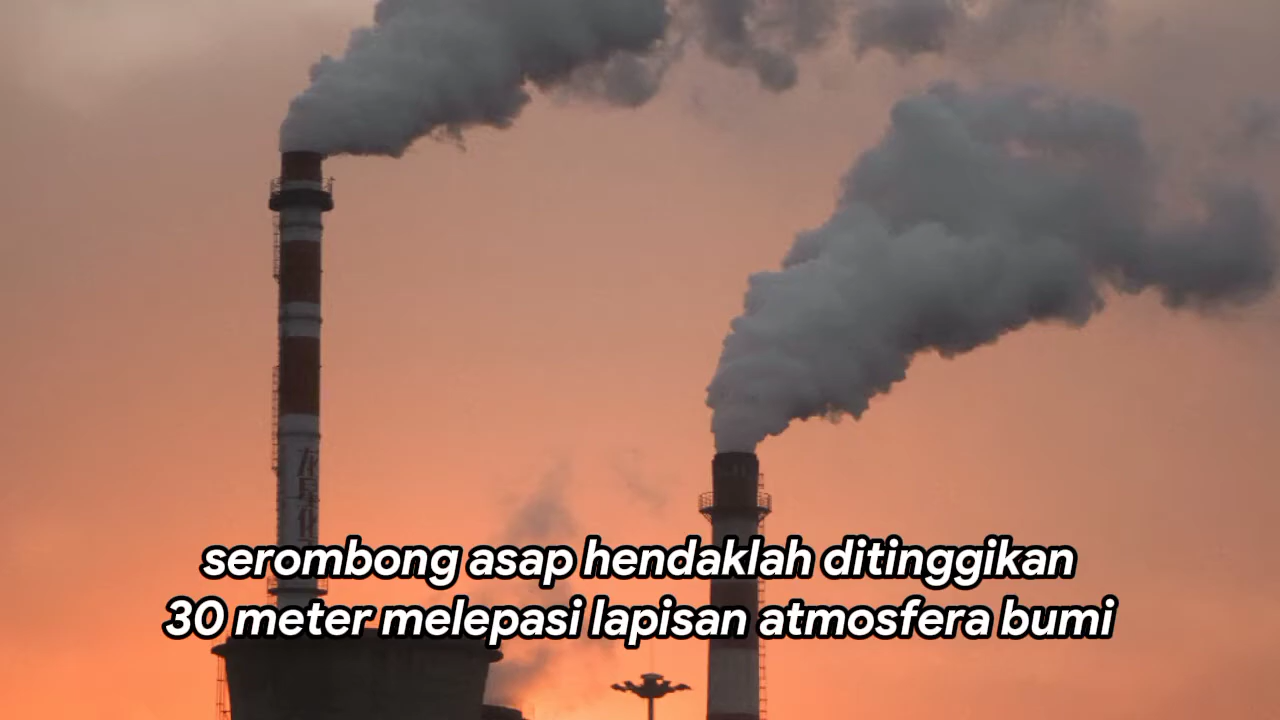 serombong asap hendaklah ditinggikan
30 meter melepasi lapisan atmosfera bumi